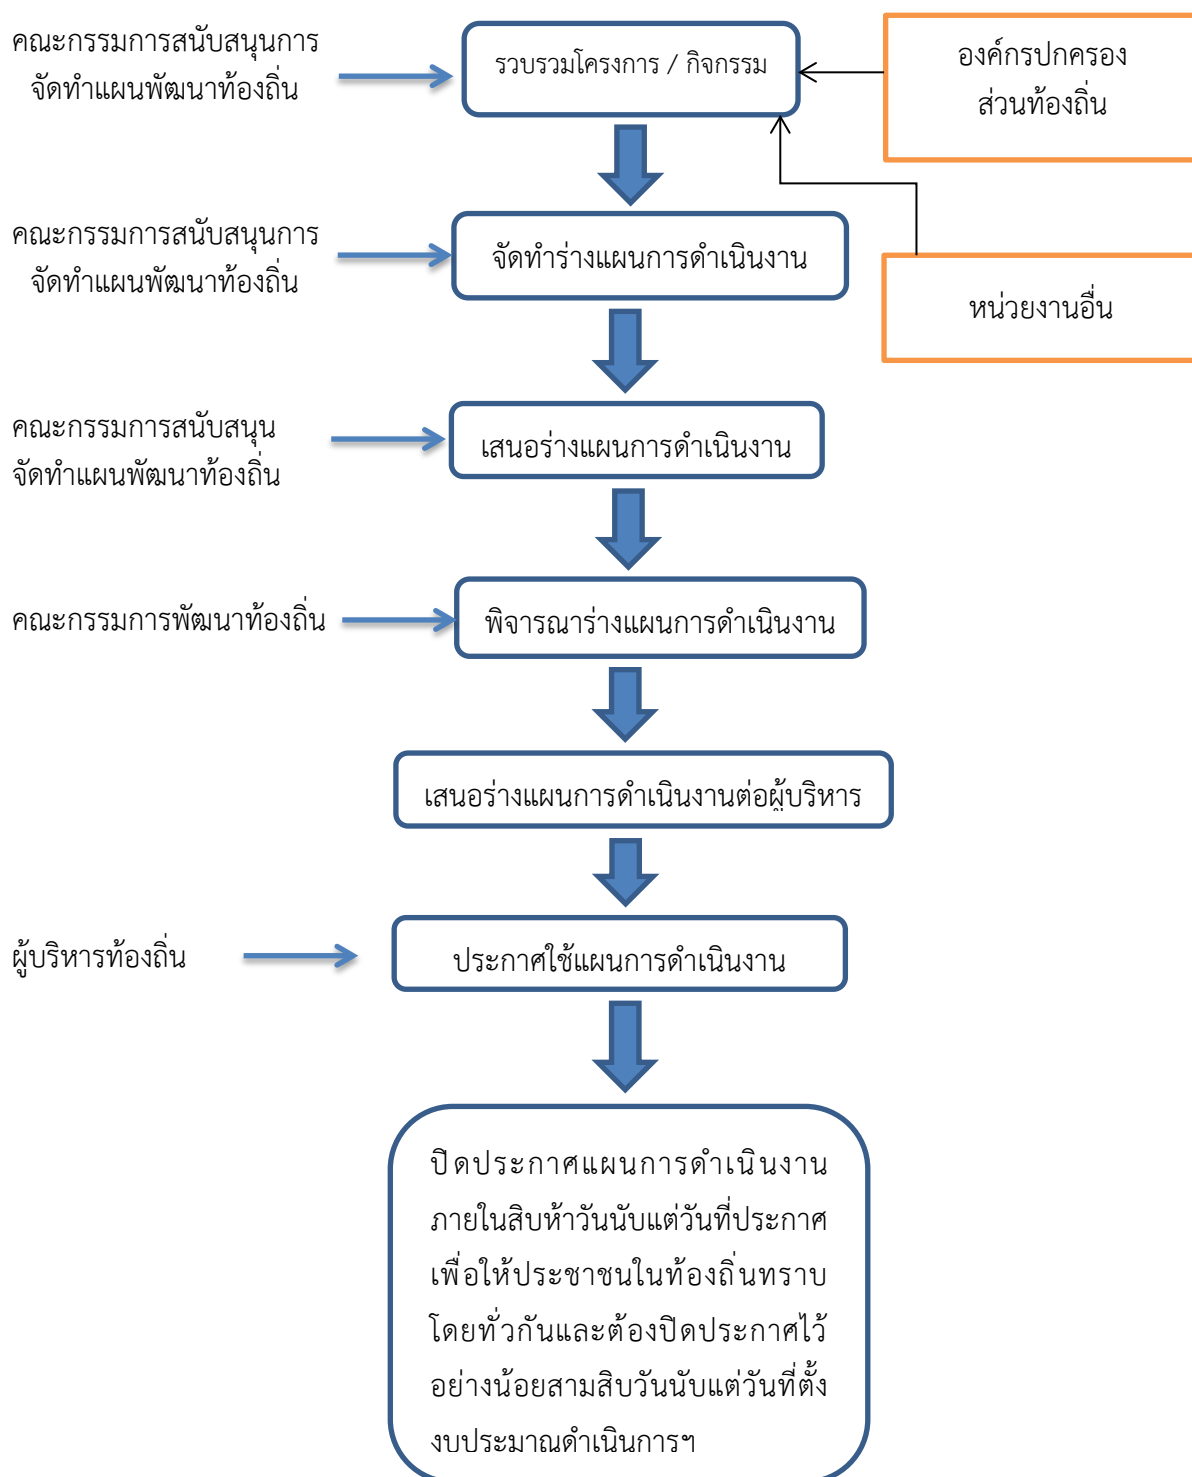 คณะกรรมการสนับสนุนการ
จัดทำแผนพัฒนาท้องถิ่น
รวบรวมโครงการ / กิจกรรม
องค์กรปกครอง
ส่วนท้องถิ่น
คณะกรรมการสนับสนุนการ
จัดทำแผนพัฒนาท้องถิ่น
จัดทำร่างแผนการดำเนินงาน
หน่วยงานอื่น
คณะกรรมการสนับสนุน
จัดทำแผนพัฒนาท้องถิ่น
เสนอร่างแผนการดำเนินงาน
คณะกรรมการพัฒนาท้องถิ่น
พิจารณาร่างแผนการดำเนินงาน
เสนอร่างแผนการดำเนินงานต่อผู้บริหาร
ผู้บริหารท้องถิ่น
ประกาศใช้แผนการดำเนินงาน
ปิดประกาศแผนการดำเนินงาน
ภายในสิบห้าวันนับแต่วันที่ประกาศ
เพื่อให้ประชาชนในท้องถิ่นทราบ
โดยทั่วกันและต้องปิดประกาศไว้
อย่างน้อยสามสิบวันนับแต่วันที่ตั้ง
งบประมาณดำเนินการฯ